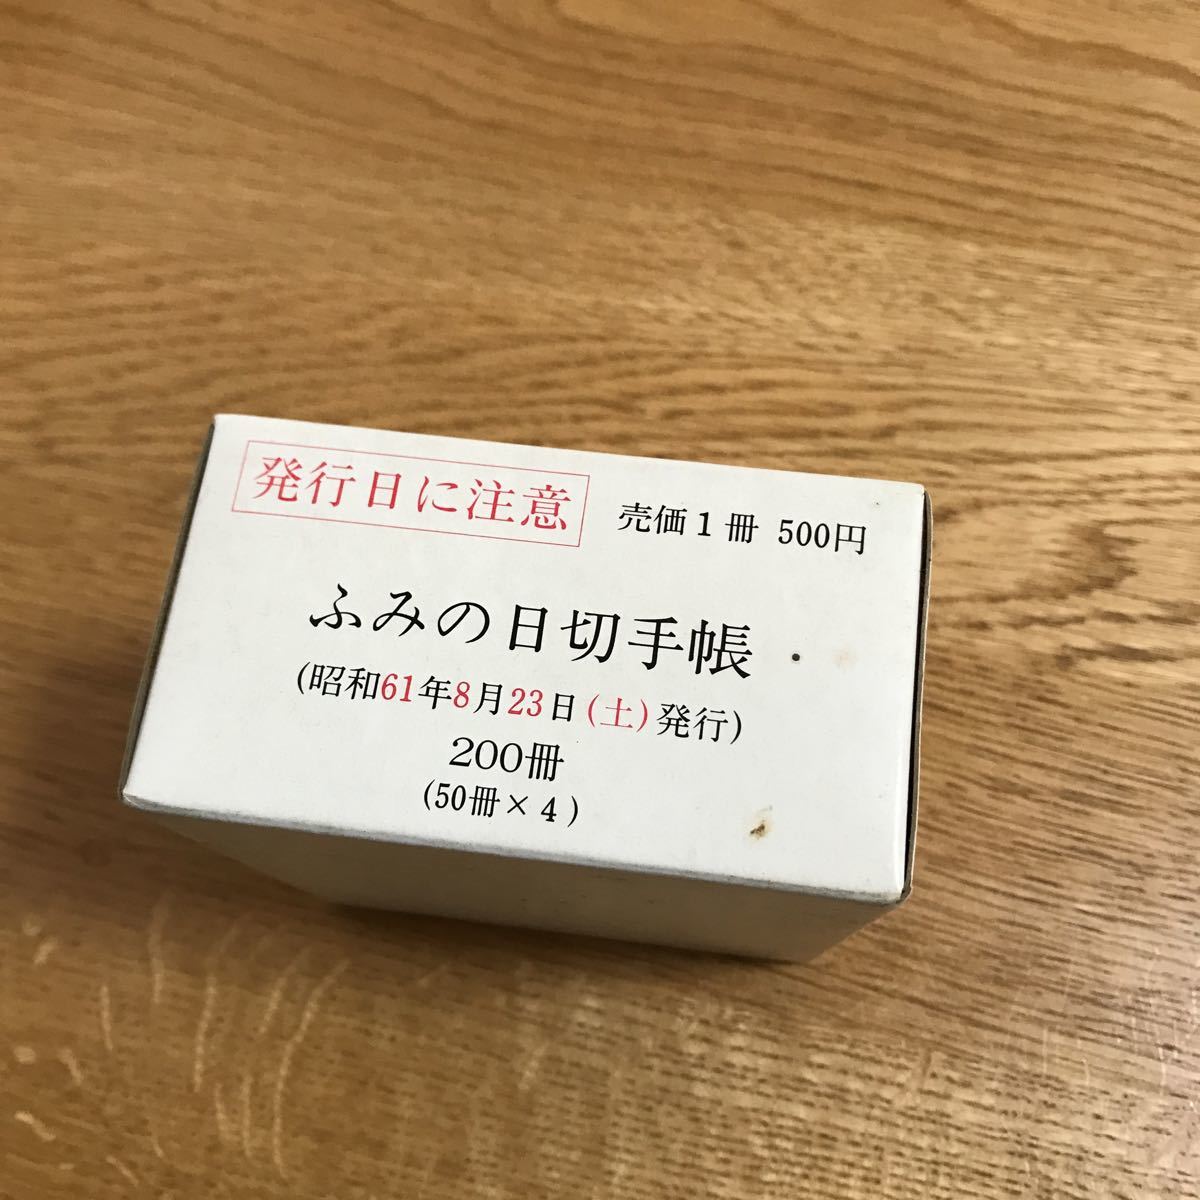 発行日に注意
売価1冊 500円
ふみの日切手帳
(昭和61年8月23日(土)発行)
200冊
(50冊×4)